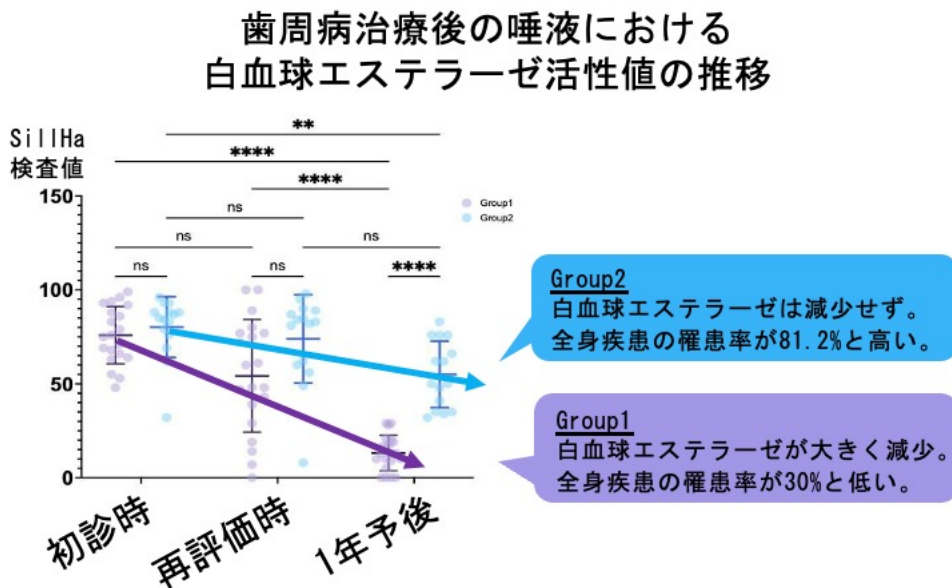 歯周病治療後の唾液における
白血球エステラーゼ活性値の推移
SillHa
検査値
**
****
****
ns
ns
ns
ns
ns
****
Group1
Group2
150
100
50
0
初診時
再評価時
1年予後
Group2
白血球エステラーゼは減少せず。
全身疾患の罹患率が81.2%と高い。
Group1
白血球エステラーゼが大きく減少。
全身疾患の罹患率が30%と低い。